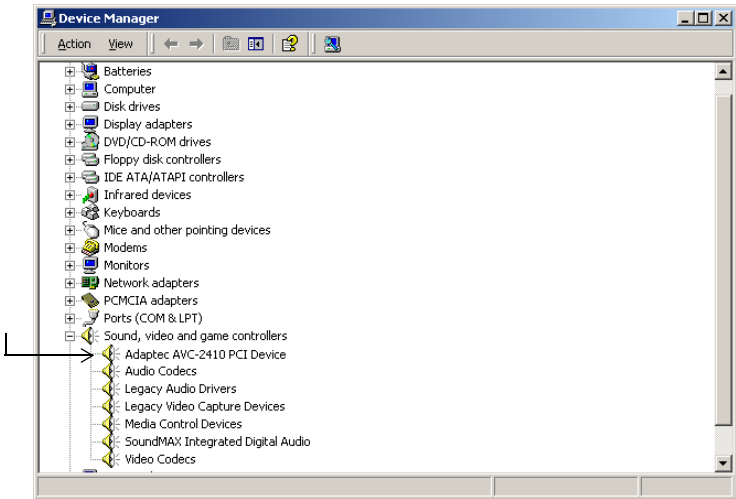 Device Manager
Action View
Batteries
Computer
Disk drives
Display adapters
DVD/CD-ROM drives
Floppy disk controllers
IDE ATA/ATAPI controllers
Infrared devices
Keyboards
Mice and other pointing devices
Modems
Monitors
Network adapters
PCMCIA adapters
Ports (COM & LPT)
Sound, video and game controllers
Adaptec AVC-2410 PCI Device
Audio Codecs
Legacy Audio Drivers
Legacy Video Capture Devices
Media Control Devices
SoundMAX Integrated Digital Audio
Video Codecs